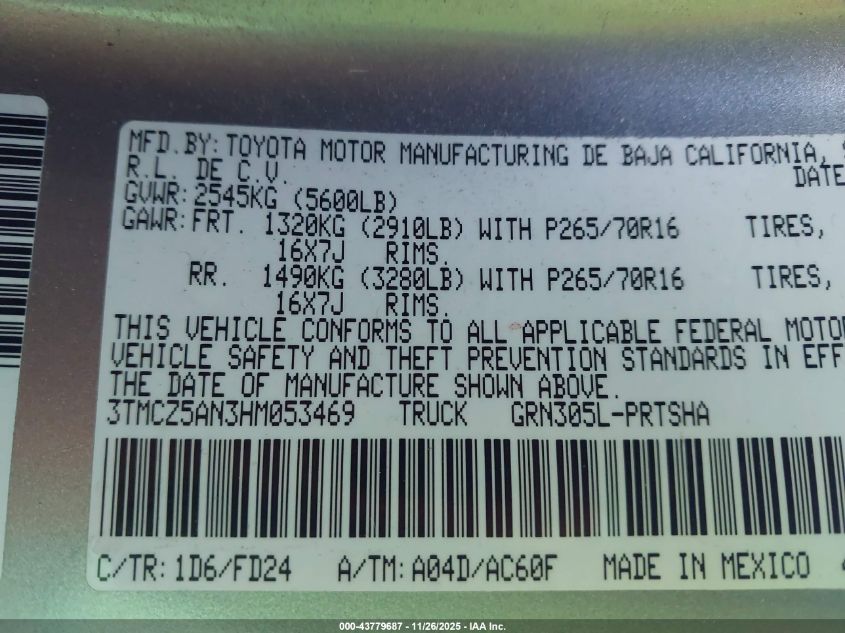 MFD.BY: TOYOTA MOTOR MANUFACTURING DE BAJA CALIFORNIA,
R.L. DE C.V. DATE
GVWR: 2545KG (5600LB)
GAWR: FRT. 1320KG (2910LB) WITH P265/70R16 TIRES,
16X7J RIMS.
RR. 1490KG (3280LB) WITH P265/70R16 TIRES,
16X7J RIMS.
THIS VEHICLE CONFORMS TO ALL APPLICABLE FEDERAL MOTO
VEHICLE SAFETY AND THEFT PREVENTION STANDARDS IN EFF
THE DATE OF MANUFACTURE SHOWN ABOVE.
3TMCZ5AN3HM053469 TRUCK GRN305L-PRTSHA
C/TR: 1D6/FD24 A/TM: A04D/AC60F MADE IN MEXICO
000-43779687 - 11/26/2025 - IAA Inc.